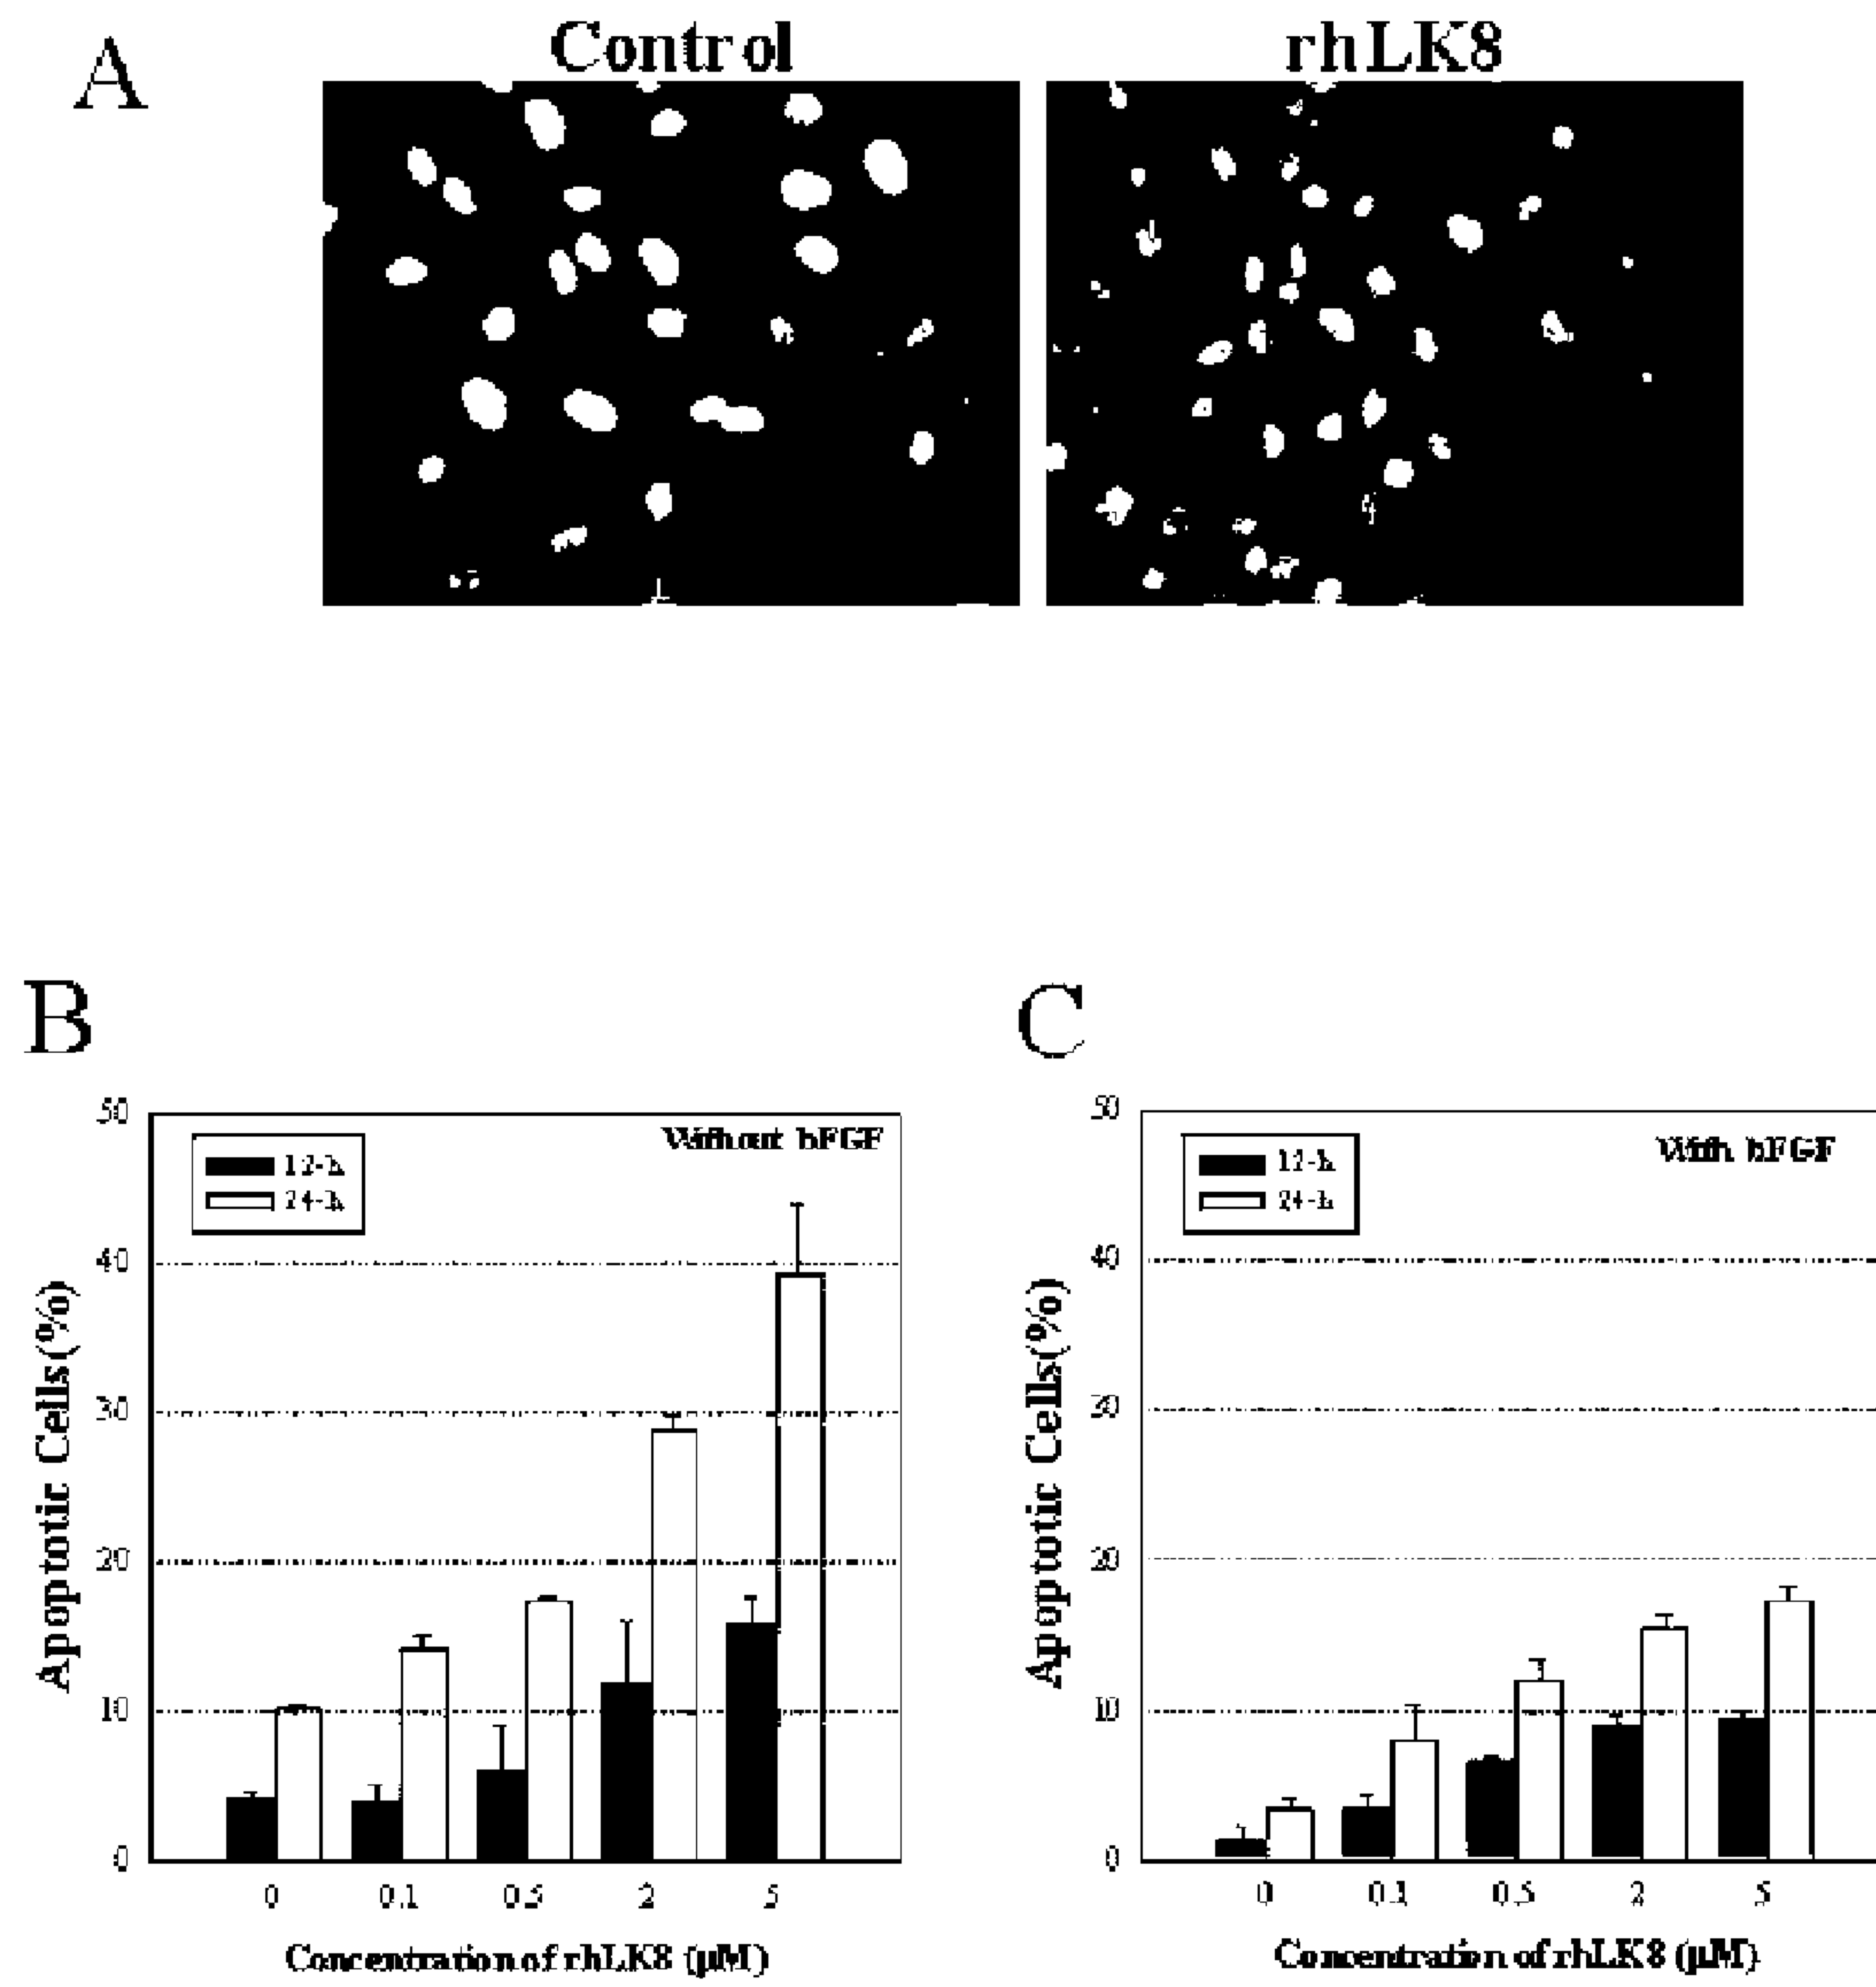 A
Control
rhLK8
B
50
40
30
20
10
0
Without bFGF
12-h
24-h
Apoptotic Cells(%)
0 0.1 0.5 2 5
Concentration of rhLK8 (µM)
C
50
40
30
20
10
0
With bFGF
12-h
24-h
Apoptotic Cells(%)
0 0.1 0.5 2 5
Concentration of rhLK8 (µM)